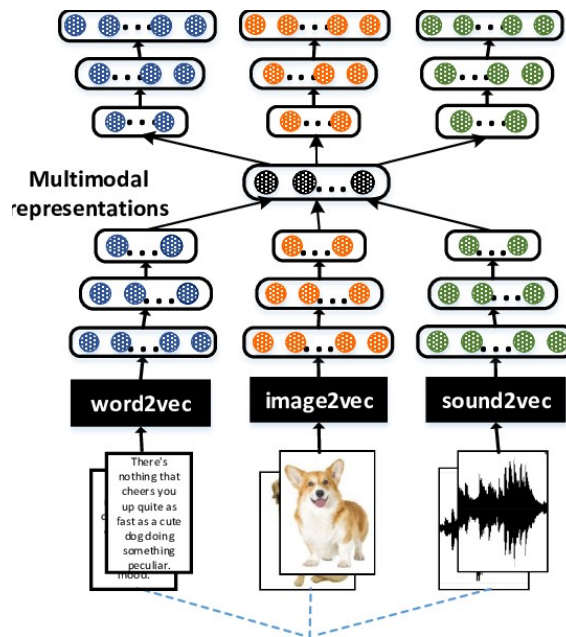 Multimodal
representations
word2vec
image2vec
sound2vec
There's
nothing that
cheers you
up quite as
fast as a cute
dog doing
something
peculiar.
mood.